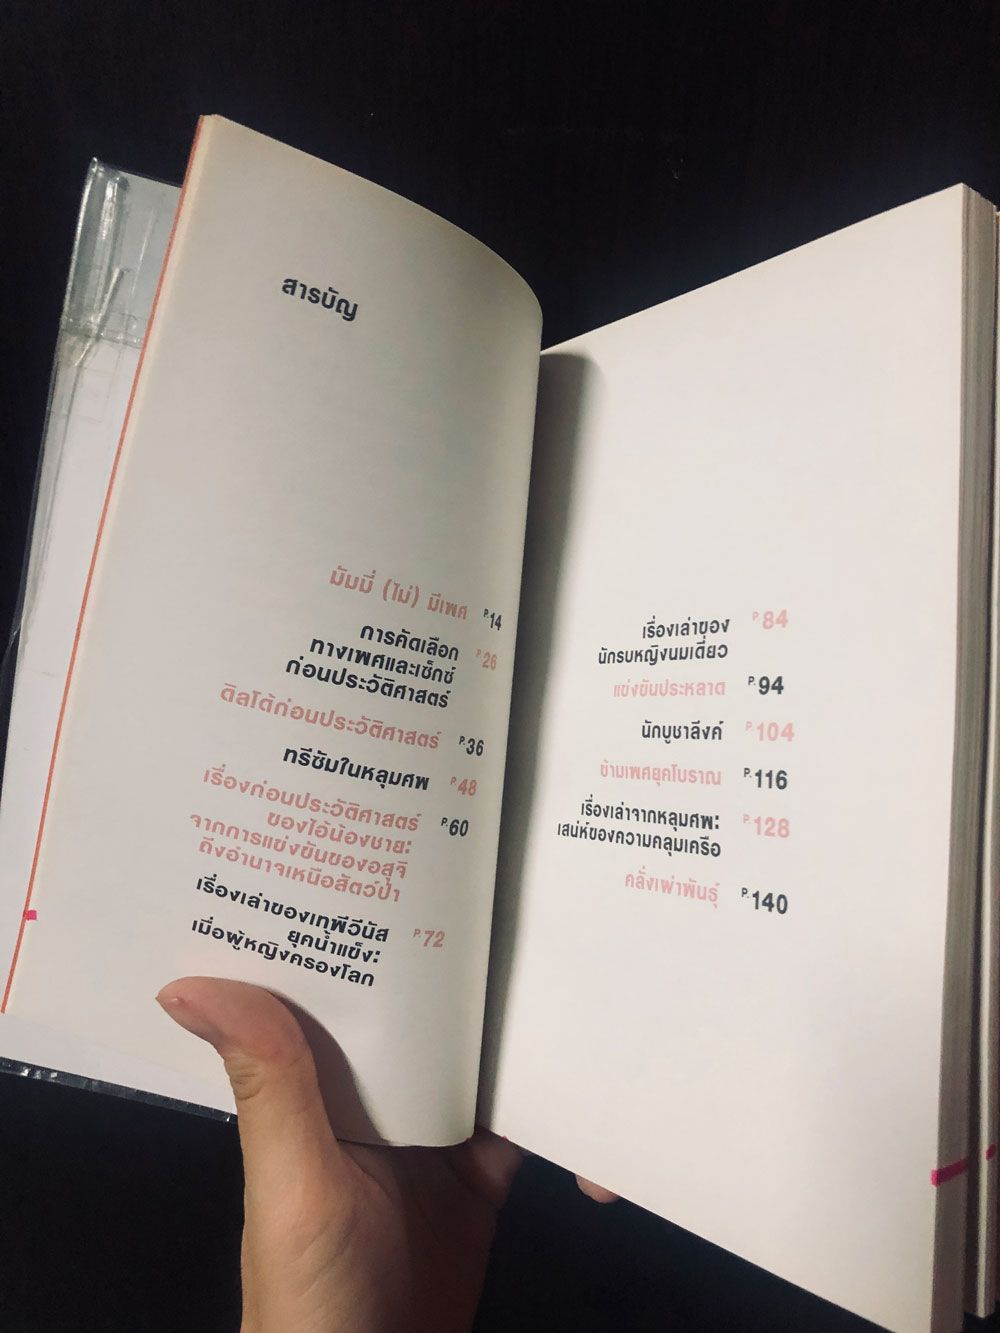 สารบัญ
มัมมี่ (ไม่) มีเพศ P.14
การคัดเลือก P.26
ทางเพศและเซ็กซ์
ก่อนประวัติศาสตร์
ดิลโด้ก่อนประวัติศาสตร์ P.36
ทรีซัมในหลุมศพ P.48
เรื่องก่อนประวัติศาสตร์ P.60
ของไอ้น้องชาย:
จากการแข่งขันของอสุจิ
ถึงอำนาจเหนือสัตว์ป่า
เรื่องเล่าของเทพีวีนัส P.72
ยุคน้ำแข็ง:
เมื่อผู้หญิงครองโลก
เรื่องเล่าของ P.84
นักรบหญิงนมเดี่ยว
แข่งขันประหลาด P.94
นักบูชาลึงค์ P.104
ข้ามเพศยุคโบราณ P.116
เรื่องเล่าจากหลุมศพ: P.128
เสน่ห์ของความคลุมเครือ
คลั่งเผ่าพันธุ์ P.140